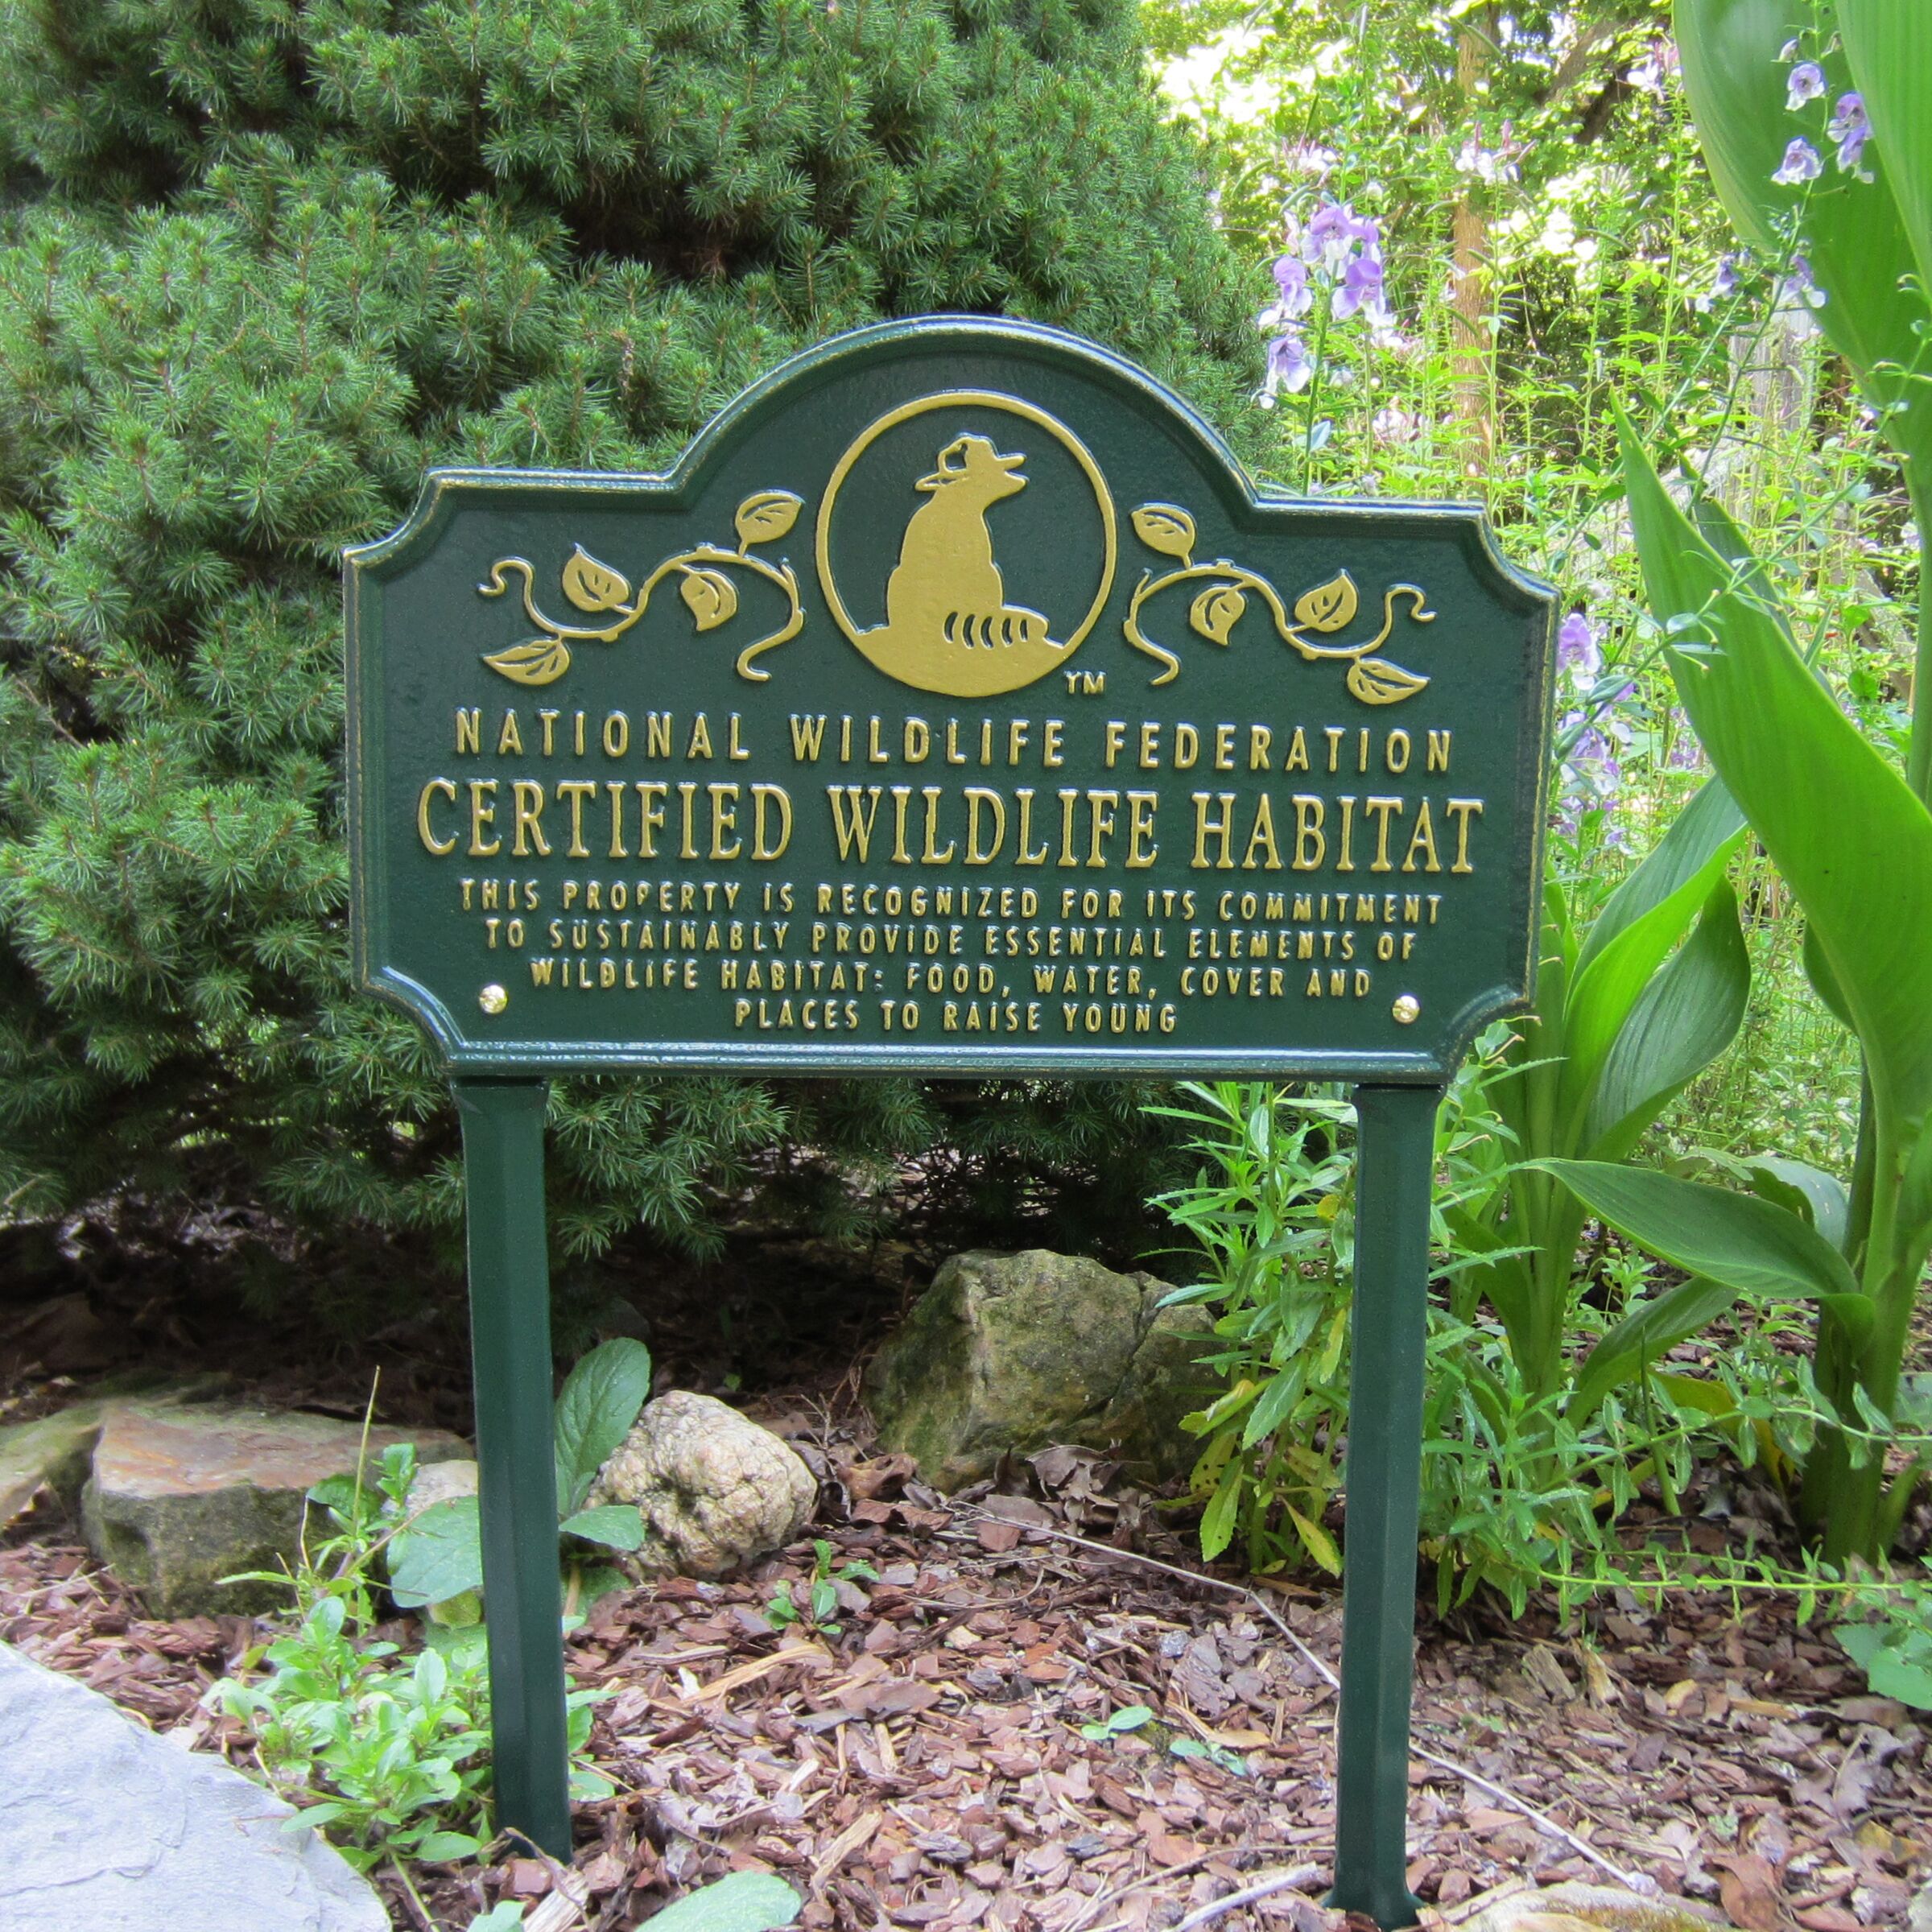 TM
NATIONAL WILDLIFE FEDERATION
CERTIFIED WILDLIFE HABITAT
THIS PROPERTY IS RECOGNIZED FOR ITS COMMITMENT
TO SUSTAINABLY PROVIDE ESSENTIAL ELEMENTS OF
WILDLIFE HABITAT: FOOD, WATER, COVER AND
PLACES TO RAISE YOUNG